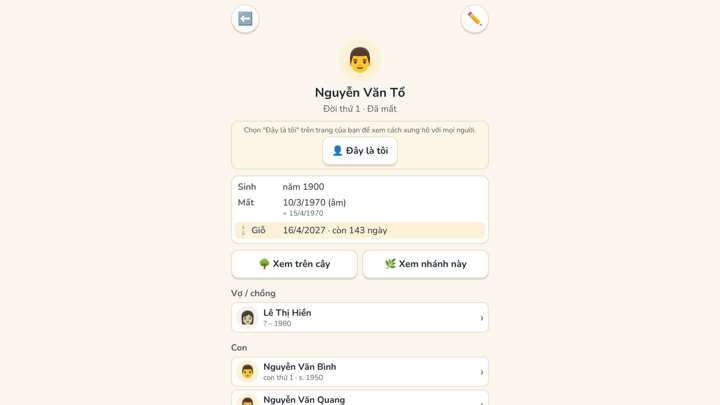 Nguyễn Văn Tổ
Đời thứ 1 · Đã mất
Chọn "Đây là tôi" trên trang của bạn để xem cách xưng hô với mọi người.
Đây là tôi
Sinh năm 1900
Mất 10/3/1970 (âm)
≈ 15/4/1970
Giỗ 16/4/2027 · còn 143 ngày
Xem trên cây Xem nhánh này
Vợ / chồng
Lê Thị Hiền
? – 1980
Con
Nguyễn Văn Bình
con thứ 1 · s. 1950
Nguyễn Văn Quang